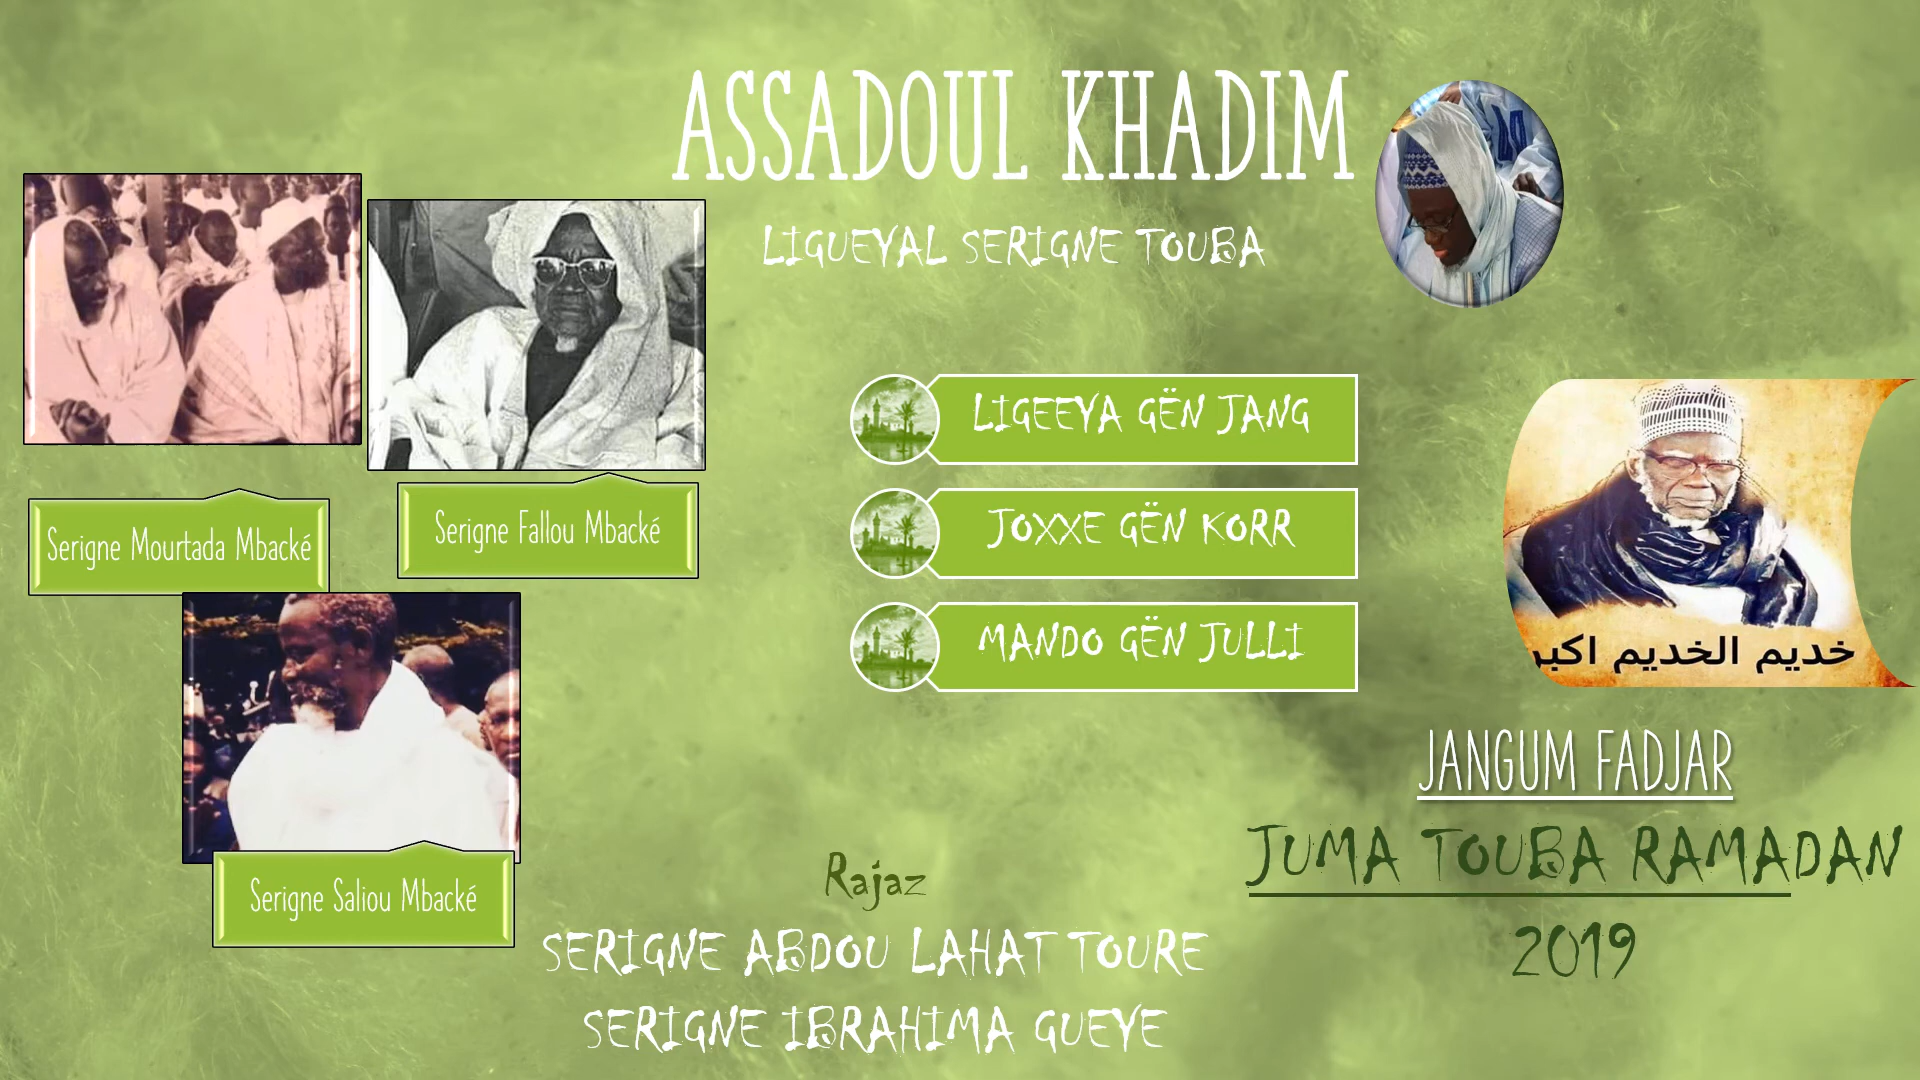 ASSADOUL KHADIM
LIGUEYAL SERIGNE TOUBA
Serigne Mourtada Mbacké
Serigne Fallou Mbacké
Serigne Saliou Mbacké
LIGEEYA GËN JANG
JOXXE GËN KORR
MANDO GËN JULLI
خديم الخديم اكبر
JANGUM FADJAR
JUMA TOUBA RAMADAN
2019
Rajaz
SERIGNE ABDOU LAHAT TOURE
SERIGNE IBRAHIMA GUEYE